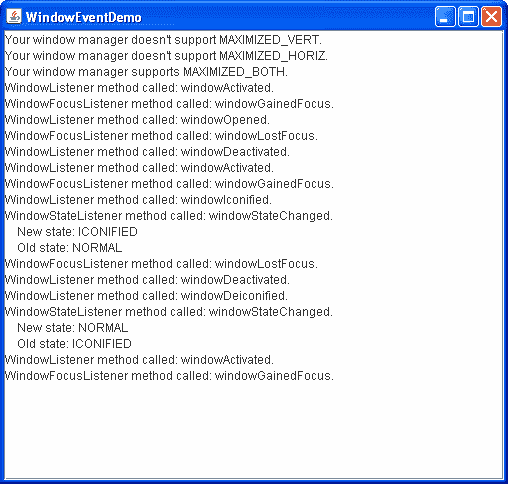 WindowEventDemo
Your window manager doesn't support MAXIMIZED_VERT.
Your window manager doesn't support MAXIMIZED_HORIZ.
Your window manager supports MAXIMIZED_BOTH.
WindowListener method called: windowActivated.
WindowFocusListener method called: windowGainedFocus.
WindowListener method called: windowOpened.
WindowFocusListener method called: windowLostFocus.
WindowListener method called: windowDeactivated.
WindowListener method called: windowActivated.
WindowFocusListener method called: windowGainedFocus.
WindowListener method called: windowIconified.
WindowStateListener method called: windowStateChanged.
New state: ICONIFIED
Old state: NORMAL
WindowFocusListener method called: windowLostFocus.
WindowListener method called: windowDeactivated.
WindowListener method called: windowDeiconified.
WindowStateListener method called: windowStateChanged.
New state: NORMAL
Old state: ICONIFIED
WindowListener method called: windowActivated.
WindowFocusListener method called: windowGainedFocus.